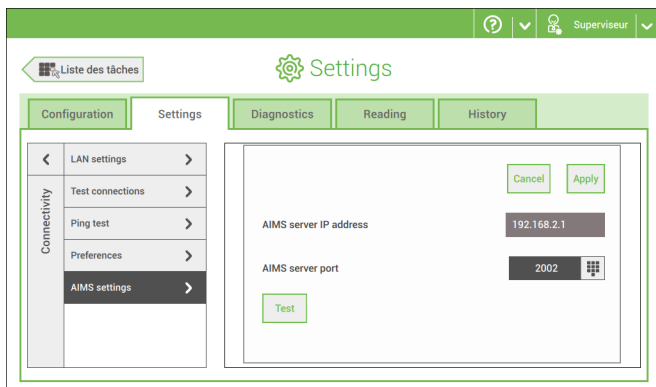 Superviseur
Liste des tâches
Settings
Configuration
Settings
Diagnostics
Reading
History
Connectivity
LAN settings
Test connections
Ping test
Preferences
AIMS settings
Cancel
Apply
AIMS server IP address
192.168.2.1
AIMS server port
2002
Test